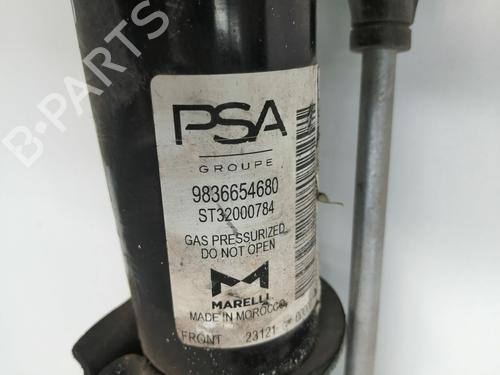 B-PARTS
PSA
GROUPE
9836654680
ST32000784
GAS PRESSURIZED
DO NOT OPEN
MARELLI
MADE IN MOROCCO
FRONT 23121